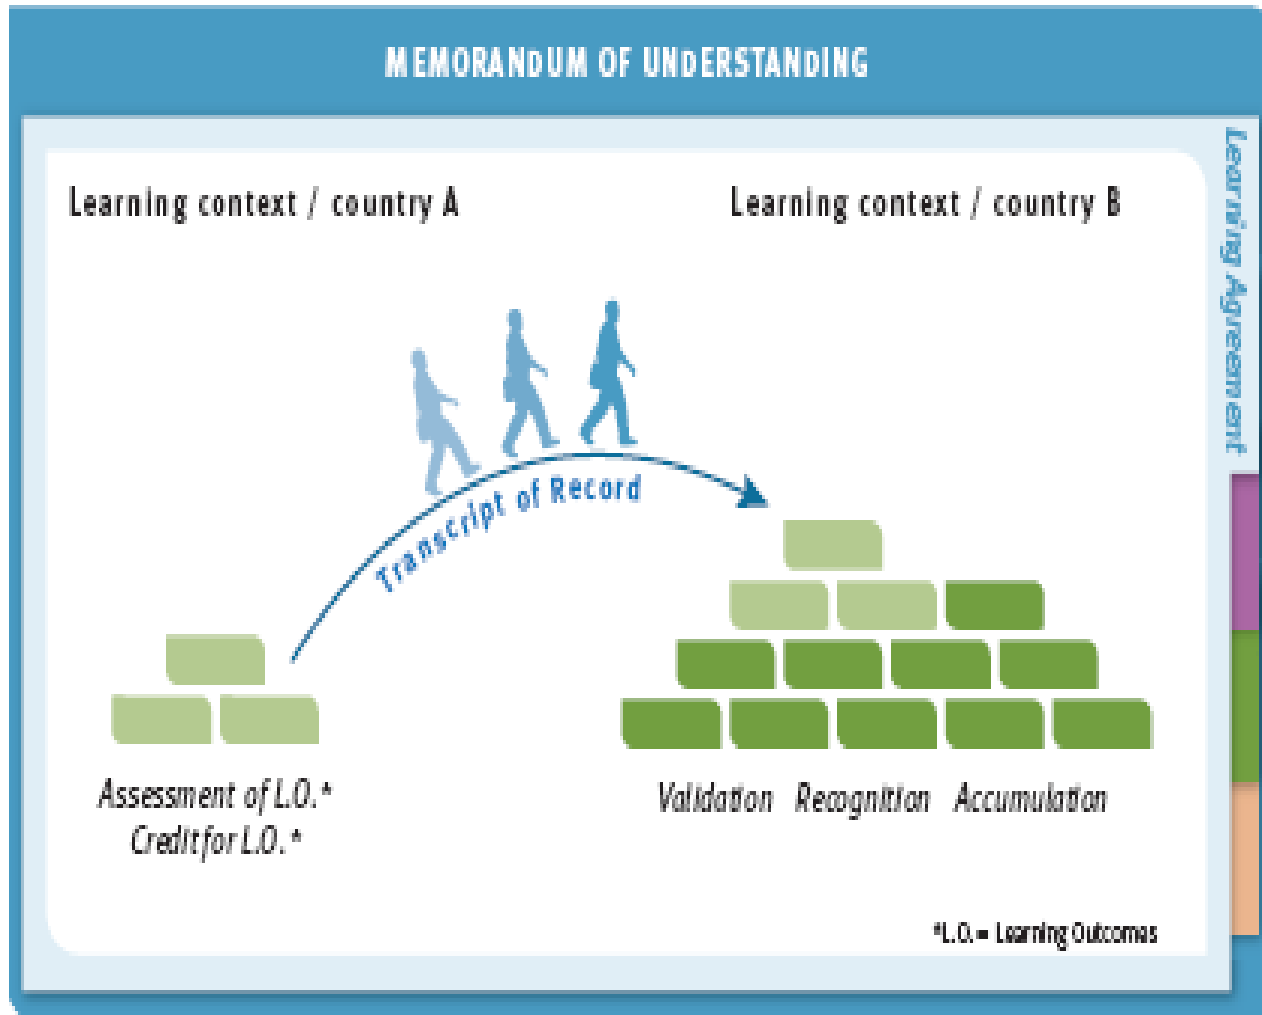 MEMORANDUM OF UNDERSTANDING
Learning Agreement
Learning context / country A
Learning context / country B
Transcript of Record
Assessment of L.O.*
Credit for L.O.*
Validation Recognition Accumulation
*L.O.= Learning Outcomes